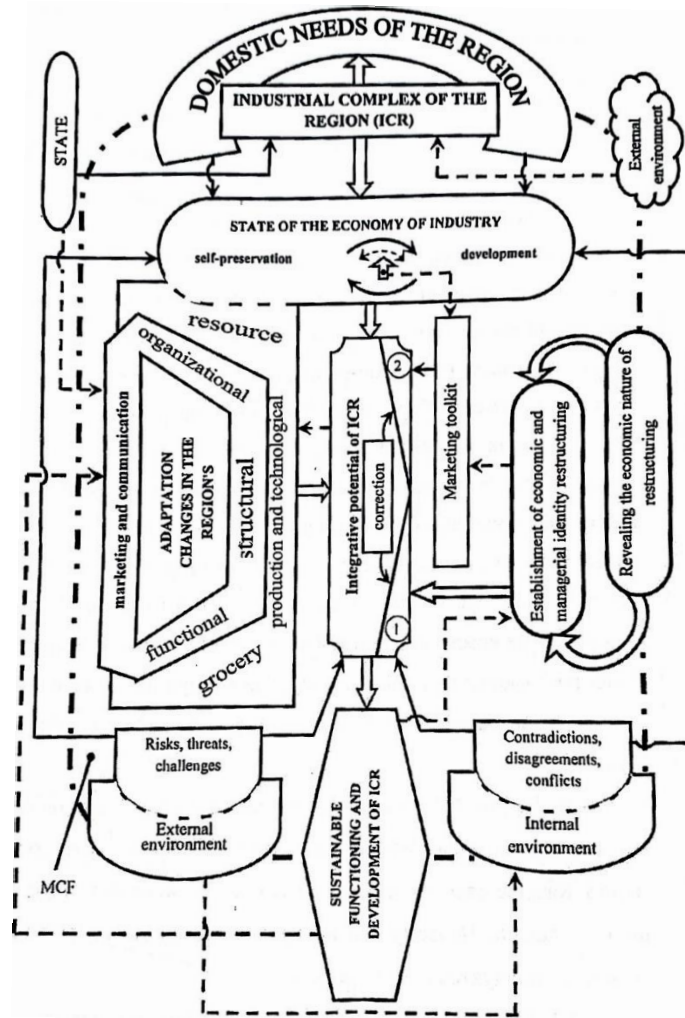 DOMESTIC NEEDS OF THE REGION
INDUSTRIAL COMPLEX OF THE
REGION (ICR)
STATE
External
environment
STATE OF THE ECONOMY OF INDUSTRY
self-preservation
development
resource
organizational
marketing and communication
ADAPTATION
CHANGES IN THE
REGION'S
structural
production and technological
functional
grocery
Integrative potential of ICR
correction
2
1
Marketing toolkit
Establishment of economic and
managerial identity restructuring
Revealing the economic nature of
restructuring
Risks, threats,
challenges
External
environment
MCF
SUSTAINABLE
FUNCTIONING AND
DEVELOPMENT OF ICR
Contradictions,
disagreements,
conflicts
Internal
environment